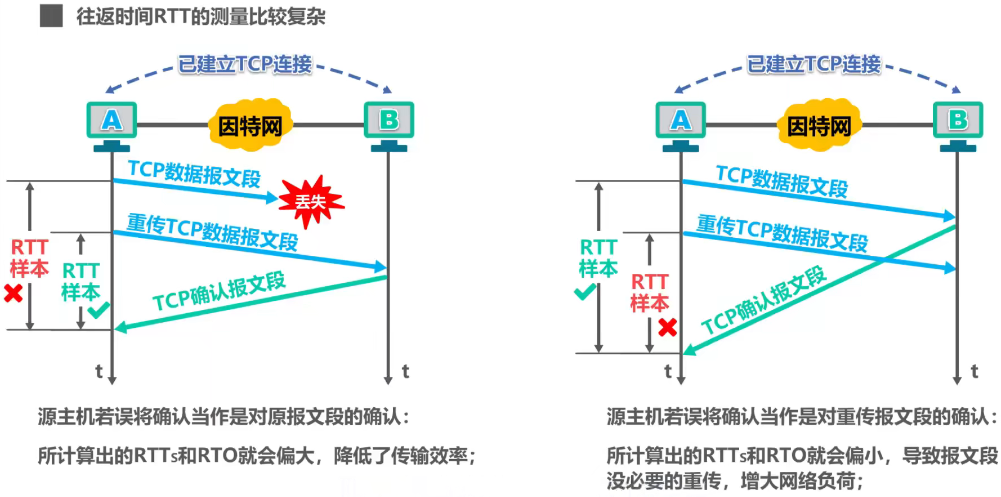 往返时间RTT的测量比较复杂
已建立TCP连接
A
因特网
B
TCP数据报文段
丢失
重传TCP数据报文段
RTT
样本
RTT
样本
TCP确认报文段
t
t
源主机若误将确认当作是对原报文段的确认：
所计算出的RTTs和RTO就会偏大，降低了传输效率；
已建立TCP连接
A
因特网
B
TCP数据报文段
重传TCP数据报文段
RTT
样本
RTT
样本
TCP确认报文段
t
t
源主机若误将确认当作是对重传报文段的确认：
所计算出的RTTs和RTO就会偏小，导致报文段
没必要的重传，增大网络负荷；